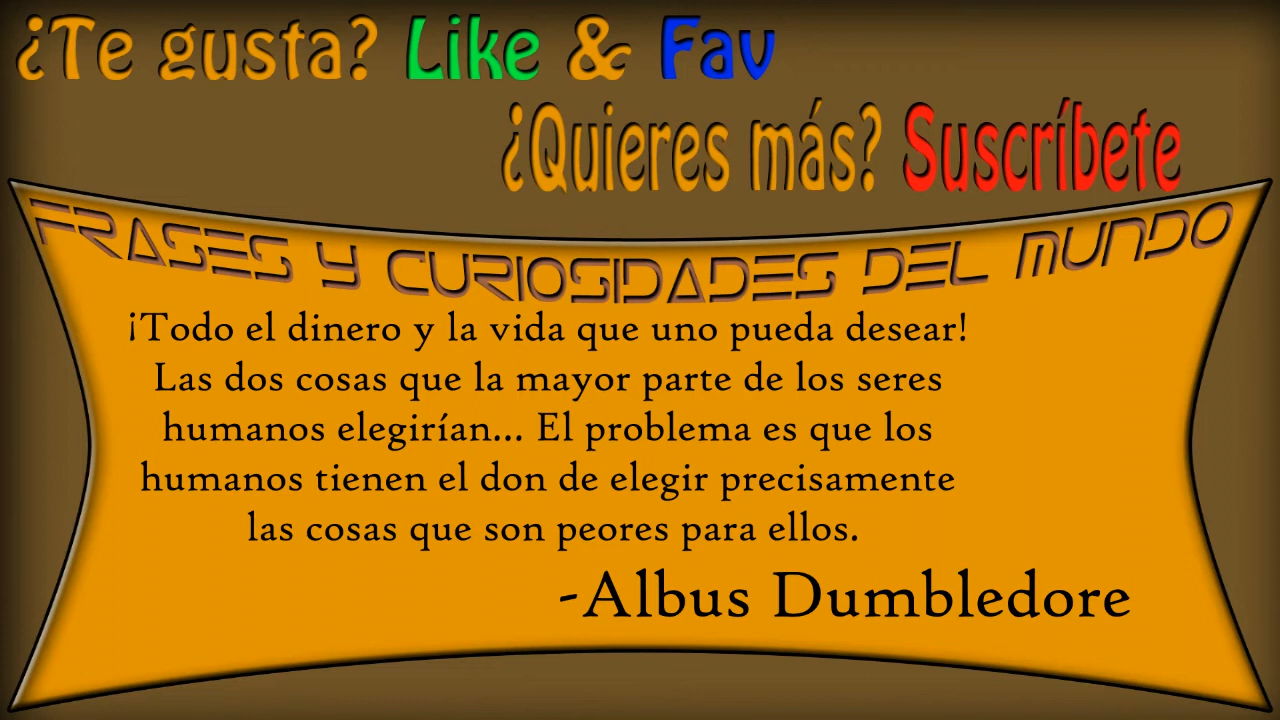 ¿Te gusta? Like & Fav
¿Quieres más? Suscríbete
FRASES Y CURIOSIDADES DEL MUNDO
¡Todo el dinero y la vida que uno pueda desear!
Las dos cosas que la mayor parte de los seres
humanos elegirían... El problema es que los
humanos tienen el don de elegir precisamente
las cosas que son peores para ellos.
-Albus Dumbledore